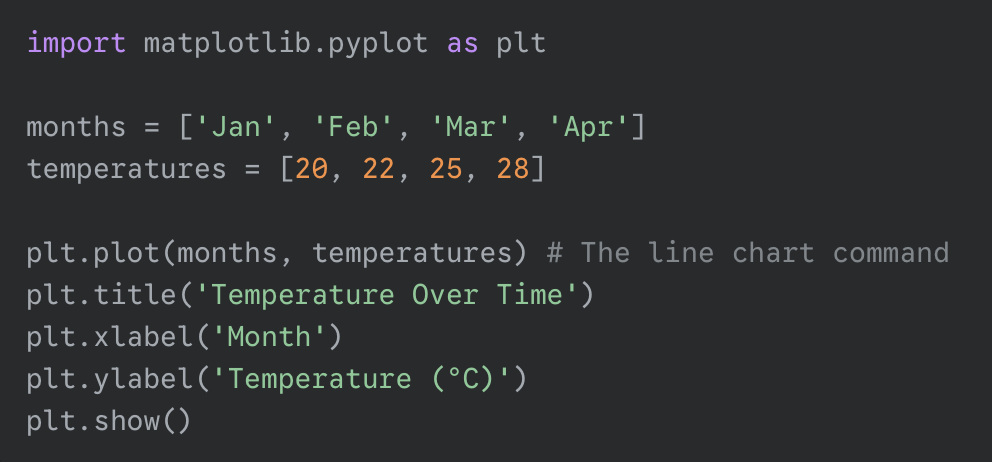 import matplotlib.pyplot as plt
months = ['Jan', 'Feb', 'Mar', 'Apr']
temperatures = [20, 22, 25, 28]
plt.plot(months, temperatures) # The line chart command
plt.title('Temperature Over Time')
plt.xlabel('Month')
plt.ylabel('Temperature (°C)')
plt.show()